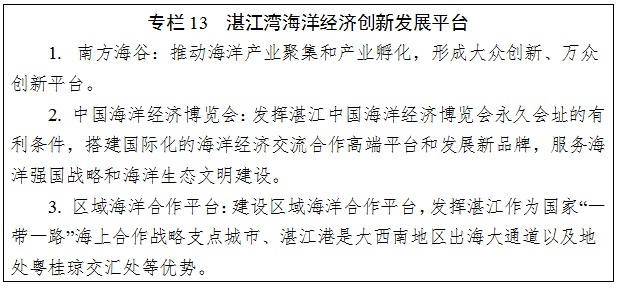 专栏 13　湛江湾海洋经济创新发展平台
1. 南方海谷：推动海洋产业聚集和产业孵化，形成大众创新、万众
创新平台。
2. 中国海洋经济博览会：发挥湛江中国海洋经济博览会永久会址的有
利条件，搭建国际化的海洋经济交流合作高端平台和发展新品牌，服务海
洋强国战略和海洋生态文明建设。
3. 区域海洋合作平台：建设区域海洋合作平台，发挥湛江作为国家“一
带一路”海上合作战略支点城市、湛江港是大西南地区出海大通道以及地
处粤桂琼交汇处等优势。